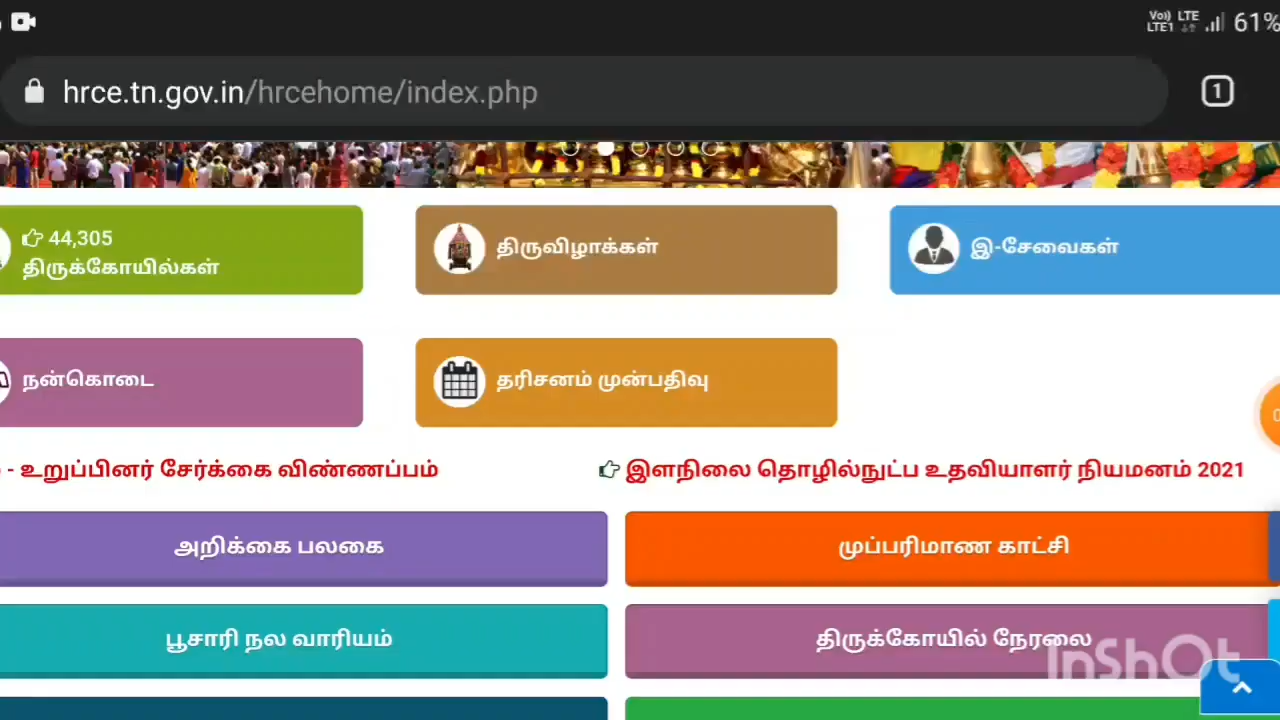 Vo) LTE
LTE1
61%
hrce.tn.gov.in/hrcehome/index.php
1
44,305
திருக்கோயில்கள்
திருவிழாக்கள்
இ-சேவைகள்
நன்கொடை
தரிசனம் முன்பதிவு
- உறுப்பினர் சேர்க்கை விண்ணப்பம்
இளநிலை தொழில்நுட்ப உதவியாளர் நியமனம் 2021
அறிக்கை பலகை
முப்பரிமாண காட்சி
பூசாரி நல வாரியம்
திருக்கோயில் நேரலை
InShOt